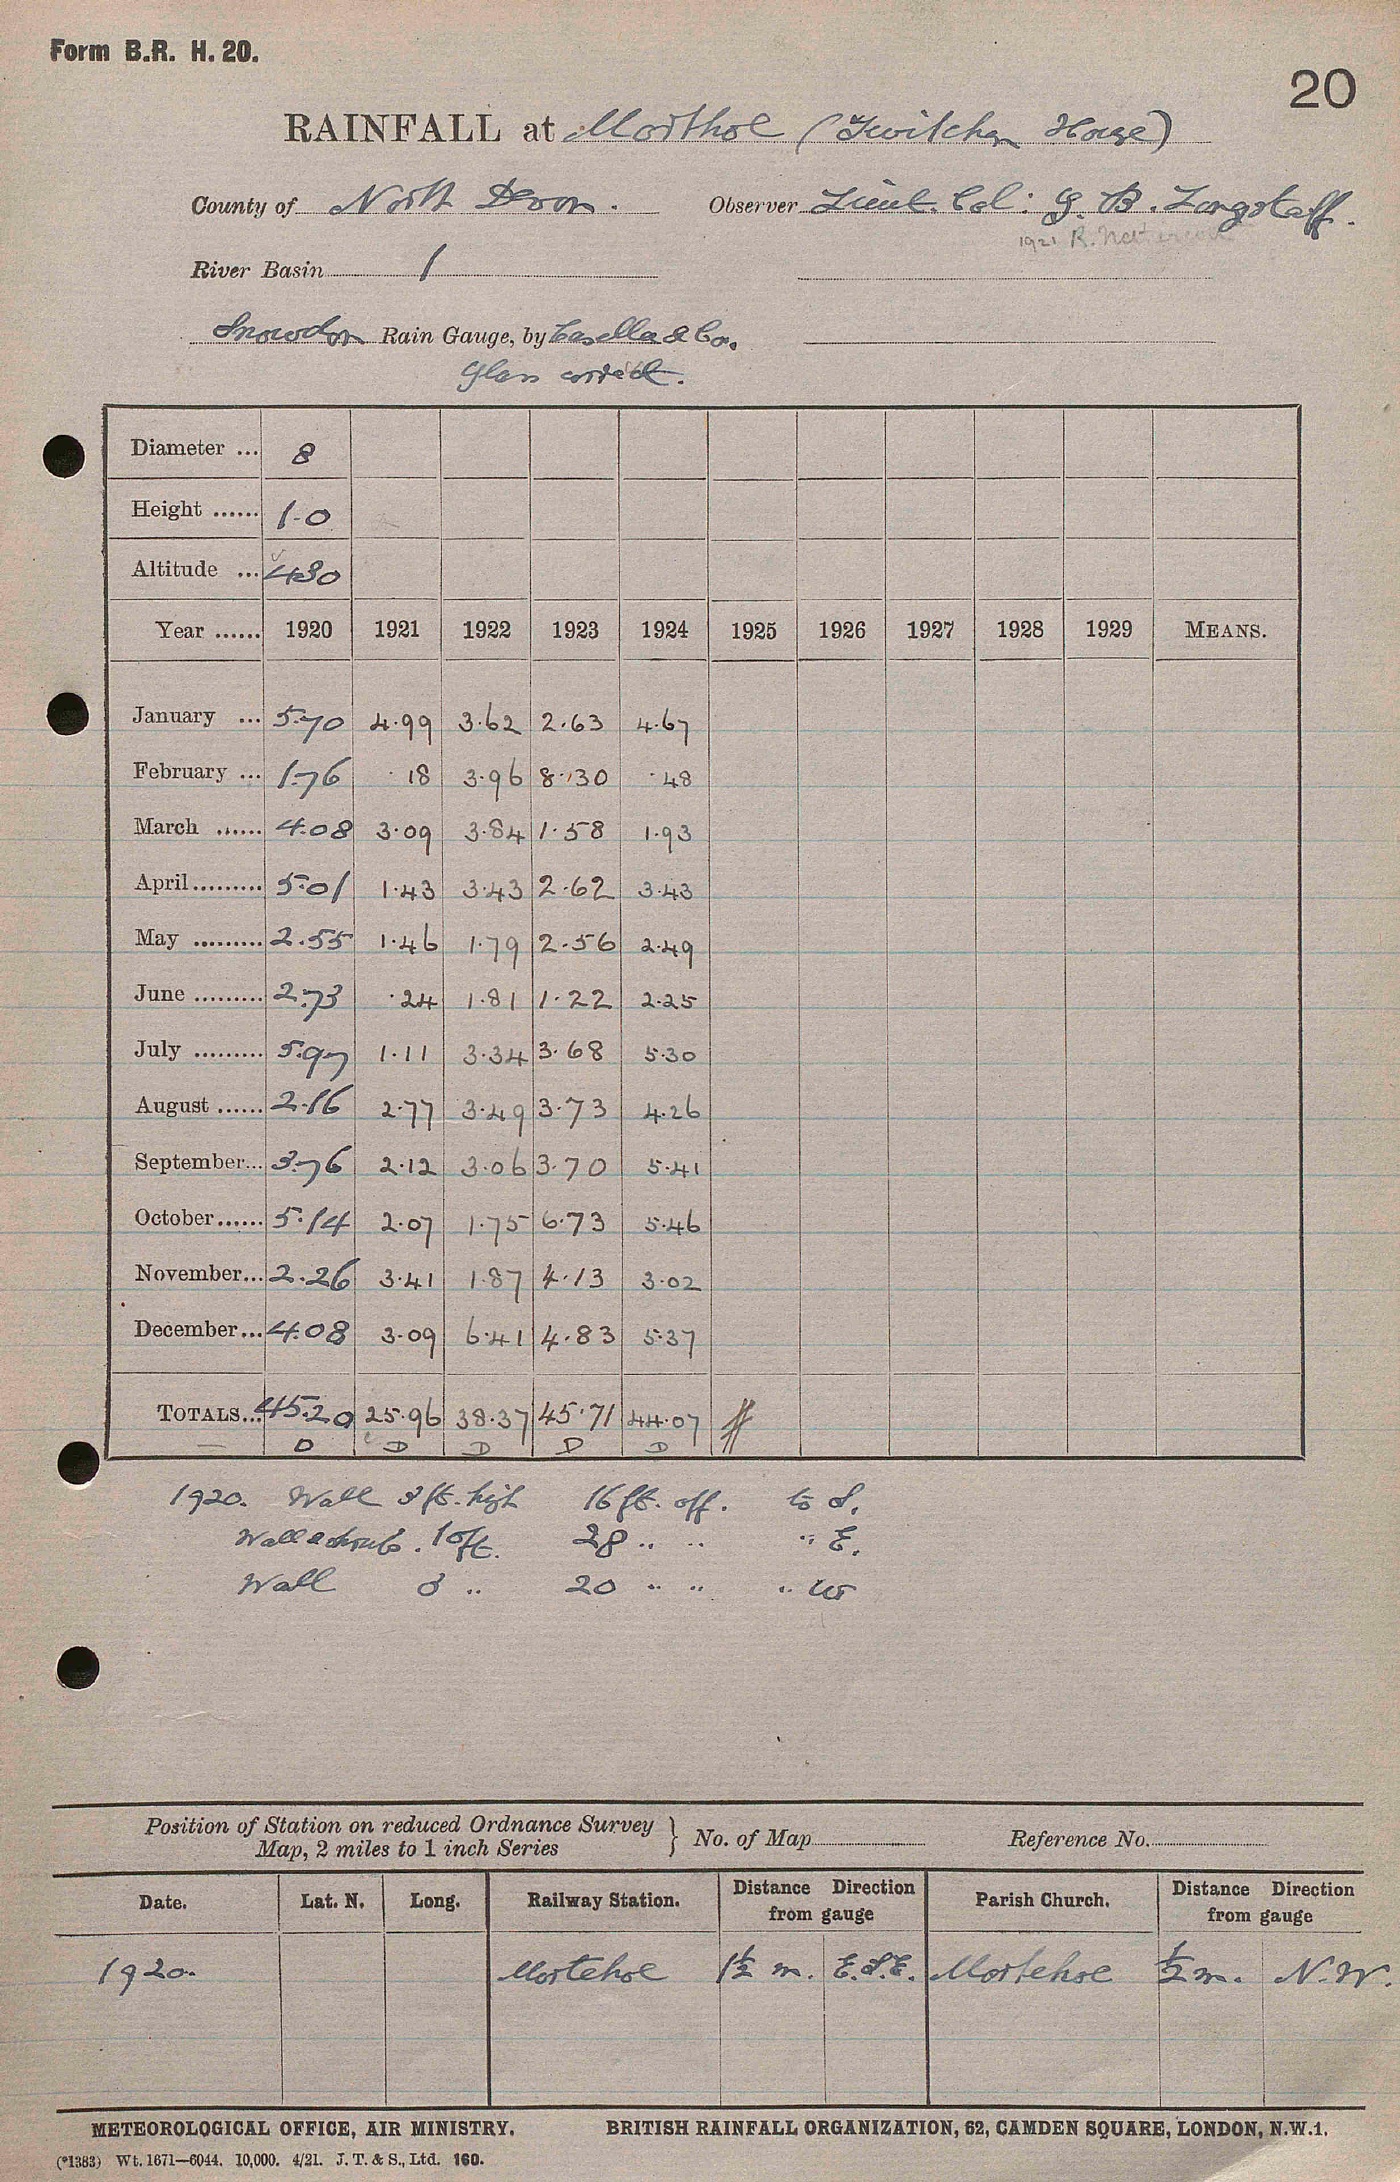 Form B.R. H. 20.
20
RAINFALL at Morthoe (Twitchen House)
County of North Devon. Observer Lieut. Col: G. B. Longstaff.
1921 R.
River Basin 1
Snowdon Rain Gauge, by Casella & Co.
Glass correct.
Diameter ... 8
Height ...... 1-0
Altitude ... 430
Year ...... 1920 1921 1922 1923 1924 1925 1926 1927 1928 1929 MEANS.
January ... 5.70 4.99 3.62 2.63 4.67
February ... 1.76 .18 3.96 8.30 .48
March ...... 4.08 3.09 3.84 1.58 1.93
April......... 5.01 1.43 3.43 2.62 3.43
May ......... 2.55 1.46 1.79 2.56 2.49
June ......... 2.73 .24 1.81 1.22 2.25
July ......... 5.97 1.11 3.34 3.68 5.30
August ...... 2.16 2.77 3.49 3.73 4.26
September... 3.76 2.12 3.06 3.70 5.41
October...... 5.14 2.07 1.75 6.73 5.46
November... 2.26 3.41 1.87 4.13 3.02
December... 4.08 3.09 6.41 4.83 5.37
TOTALS... 45.20 25.96 38.37 45.71 44.07
D D D D D
1920. Wall 3 ft. high 16 ft. off. to S.
Wall & shrubs. 10ft. 28 " " " E.
Wall 3 " 20 " " " W
Position of Station on reduced Ordnance Survey
Map, 2 miles to 1 inch Series } No. of Map Reference No.
Date. Lat. N. Long. Railway Station. Distance Direction from gauge Parish Church. Distance Direction from gauge
1920. Mortehoe 1½ m. E.S.E. Mortehoe ½ m. N.W.
METEOROLOGICAL OFFICE, AIR MINISTRY. BRITISH RAINFALL ORGANIZATION, 62, CAMDEN SQUARE, LONDON, N.W.1.
(*1383) Wt. 1671—6044. 10,000. 4/21. J. T. & S., Ltd. 160.